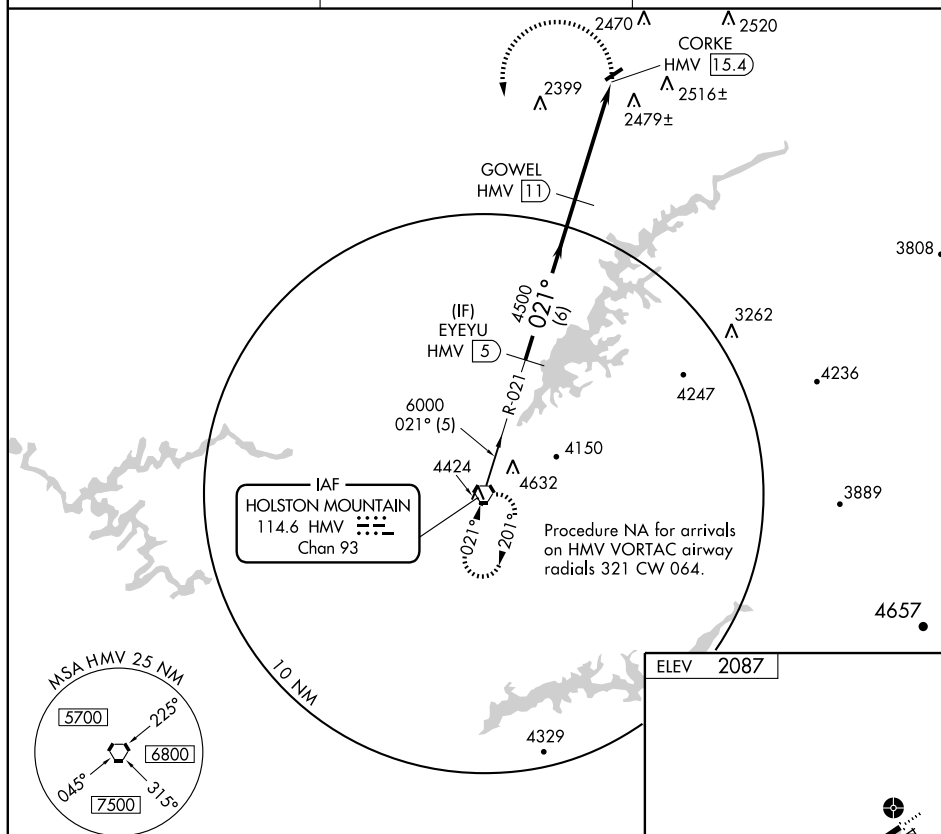 2470
2520
CORKE
HMV 15.4
2399
2516±
2479±
GOWEL
HMV 11
3808
4500
021°
(6)
(IF)
EYEYU
HMV 5
3262
4247
4236
R-021
6000
021° (5)
4150
4424
4632
IAF
HOLSTON MOUNTAIN
114.6 HMV
Chan 93
3889
021°
201°
Procedure NA for arrivals
on HMV VORTAC airway
radials 321 CW 064.
4657
10 NM
MSA HMV 25 NM
5700
225°
6800
045°
7500
315°
4329
ELEV 2087